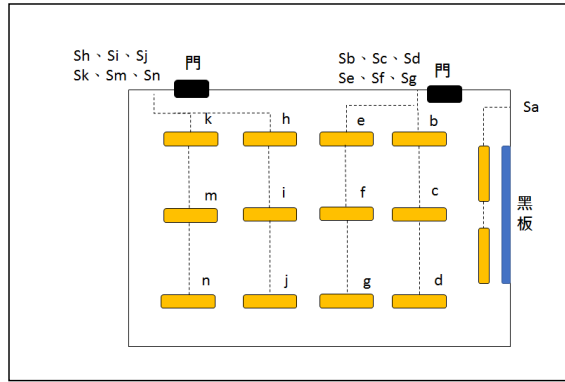 Sh、Si、Sj
Sk、Sm、Sn
門
Sb、Sc、Sd
Se、Sf、Sg
門
Sa
k
h
e
b
m
i
f
c
黑板
n
j
g
d